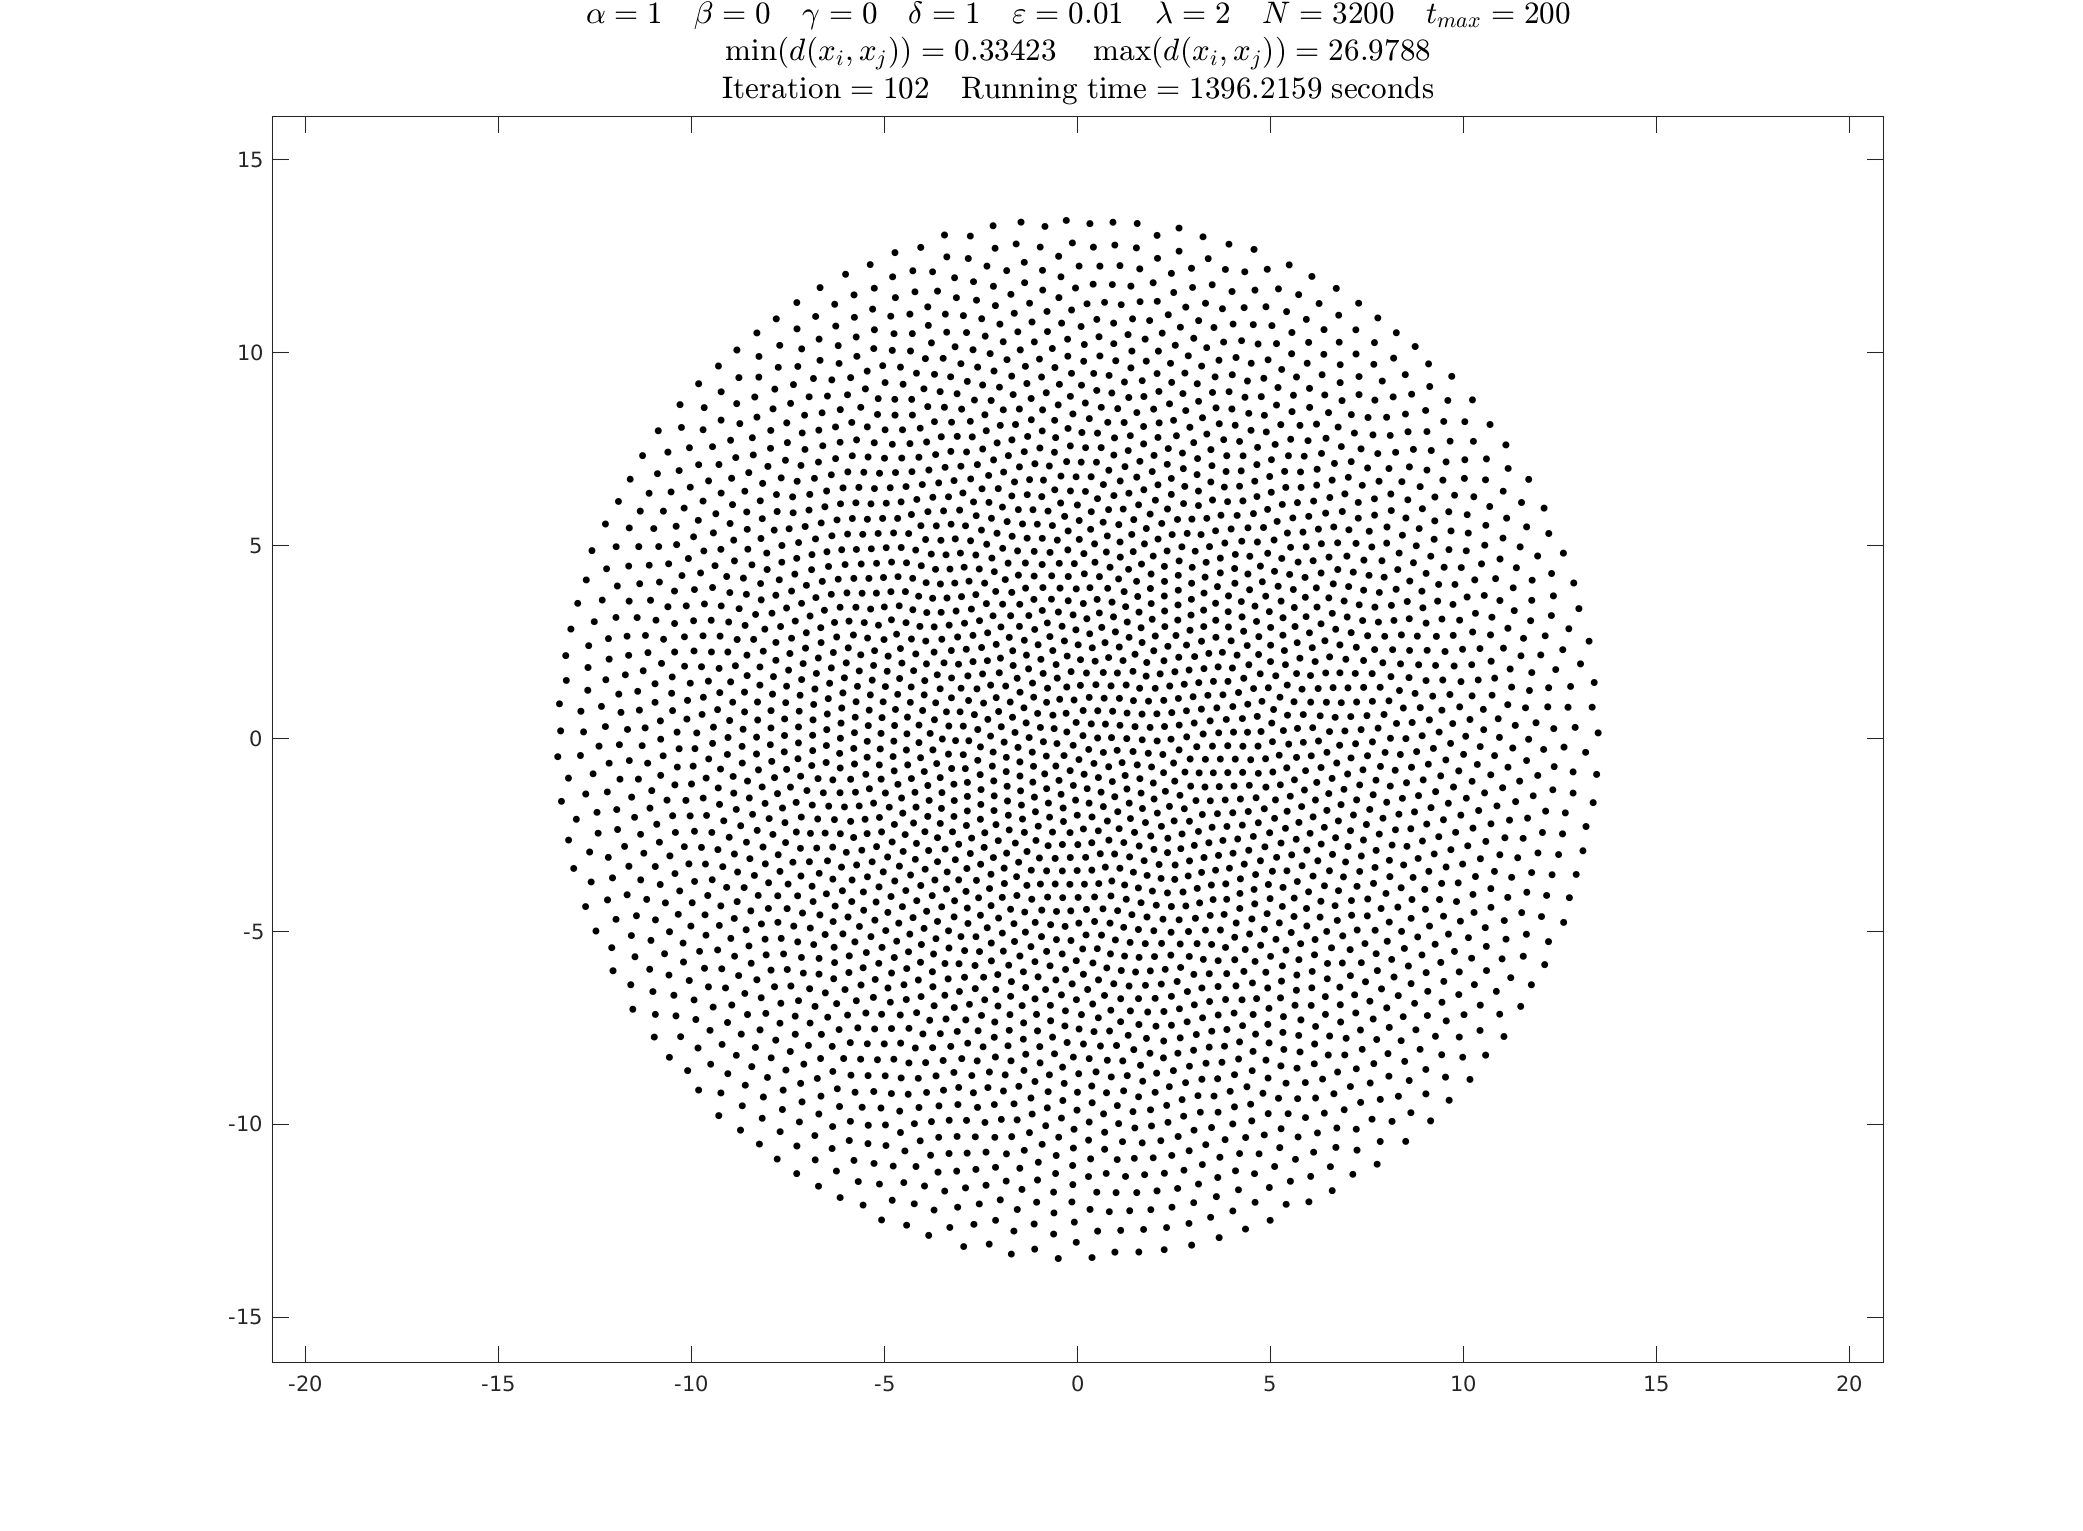 α = 1 β = 0 γ = 0 δ = 1 ε = 0.01 λ = 2 N = 3200 t_max = 200
min(d(x_i, x_j)) = 0.33423 max(d(x_i, x_j)) = 26.9788
Iteration = 102 Running time = 1396.2159 seconds
15
10
5
0
-5
-10
-15
-20 -15 -10 -5 0 5 10 15 20